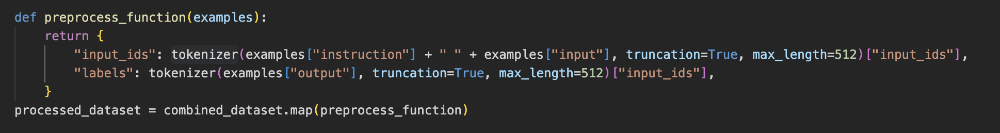 def preprocess_function(examples):
    return {
        "input_ids": tokenizer(examples["instruction"] + " " + examples["input"], truncation=True, max_length=512)["input_ids"],
        "labels": tokenizer(examples["output"], truncation=True, max_length=512)["input_ids"],
    }
processed_dataset = combined_dataset.map(preprocess_function)